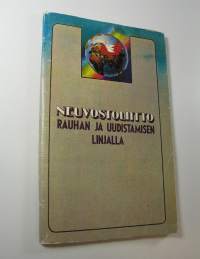 NEUVOSTOLIITTO
RAUHAN JA UUDISTAMISEN
LINJALLA